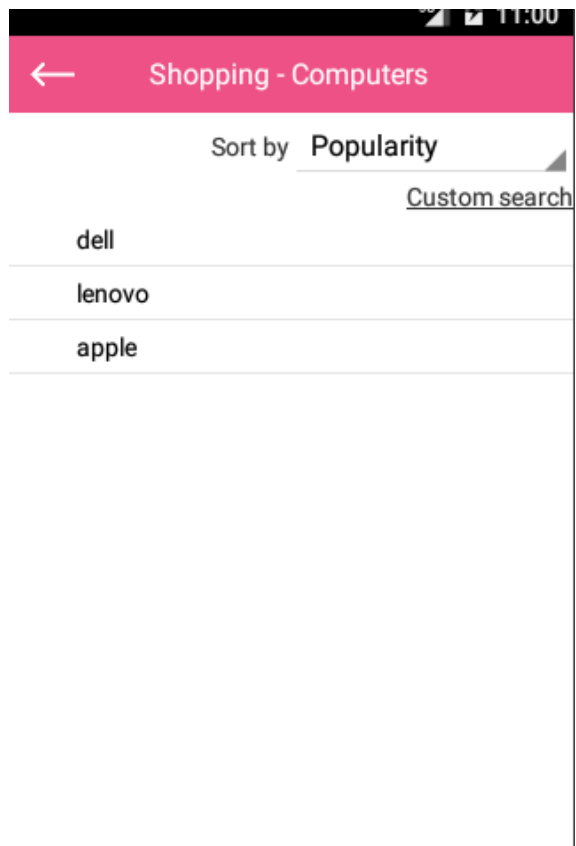 11:00
Shopping - Computers
Sort by Popularity
Custom search
dell
lenovo
apple